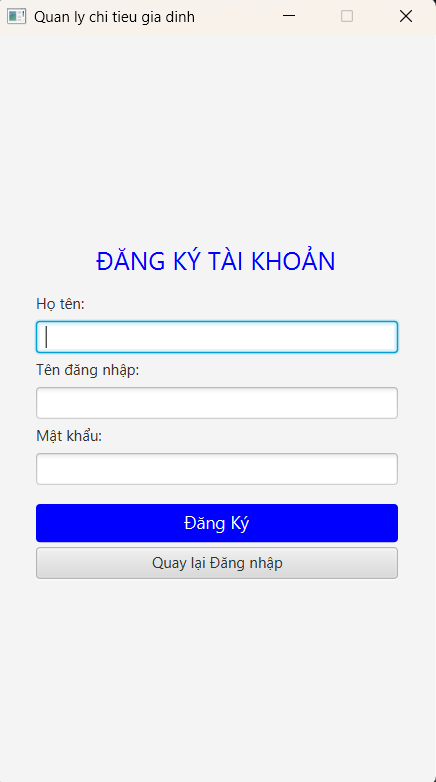 Quan ly chi tieu gia dinh
ĐĂNG KÝ TÀI KHOẢN
Họ tên:
Tên đăng nhập:
Mật khẩu:
Đăng Ký
Quay lại Đăng nhập